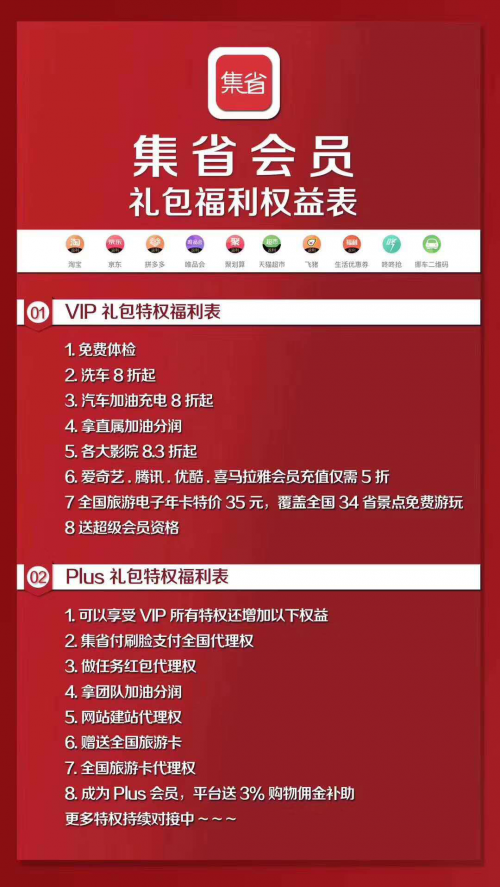 集省
集省会员
礼包福利权益表
淘宝 京东 拼多多 唯品会 聚划算 天猫超市 飞猪 生活优惠券 咚咚抢 挪车二维码
01 VIP 礼包特权福利表
1. 免费体检
2. 洗车 8 折起
3. 汽车加油充电 8 折起
4. 拿直属加油分润
5. 各大影院 8.3 折起
6. 爱奇艺 . 腾讯 . 优酷 . 喜马拉雅会员充值仅需 5 折
7 全国旅游电子年卡特价 35 元，覆盖全国 34 省景点免费游玩
8 送超级会员资格
02 Plus 礼包特权福利表
1. 可以享受 VIP 所有特权还增加以下权益
2. 集省付刷脸支付全国代理权
3. 做任务红包代理权
4. 拿团队加油分润
5. 网站建站代理权
6. 赠送全国旅游卡
7. 全国旅游卡代理权
8. 成为 Plus 会员，平台送 3% 购物佣金补助
更多特权持续对接中～～～